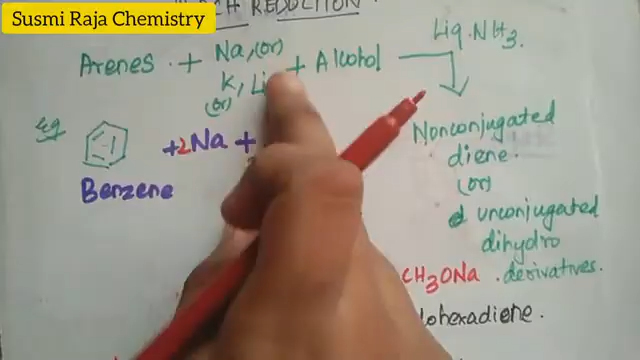 Susmi Raja Chemistry
REDUCTION
Arenes + Na, (or) + Alcohol
K, Li
(or)
Liq. NH3.
Eg
+ 2Na +
Benzene
Nonconjugated
diene.
(or)
unconjugated
dihydro
derivatives.
CH3ONa